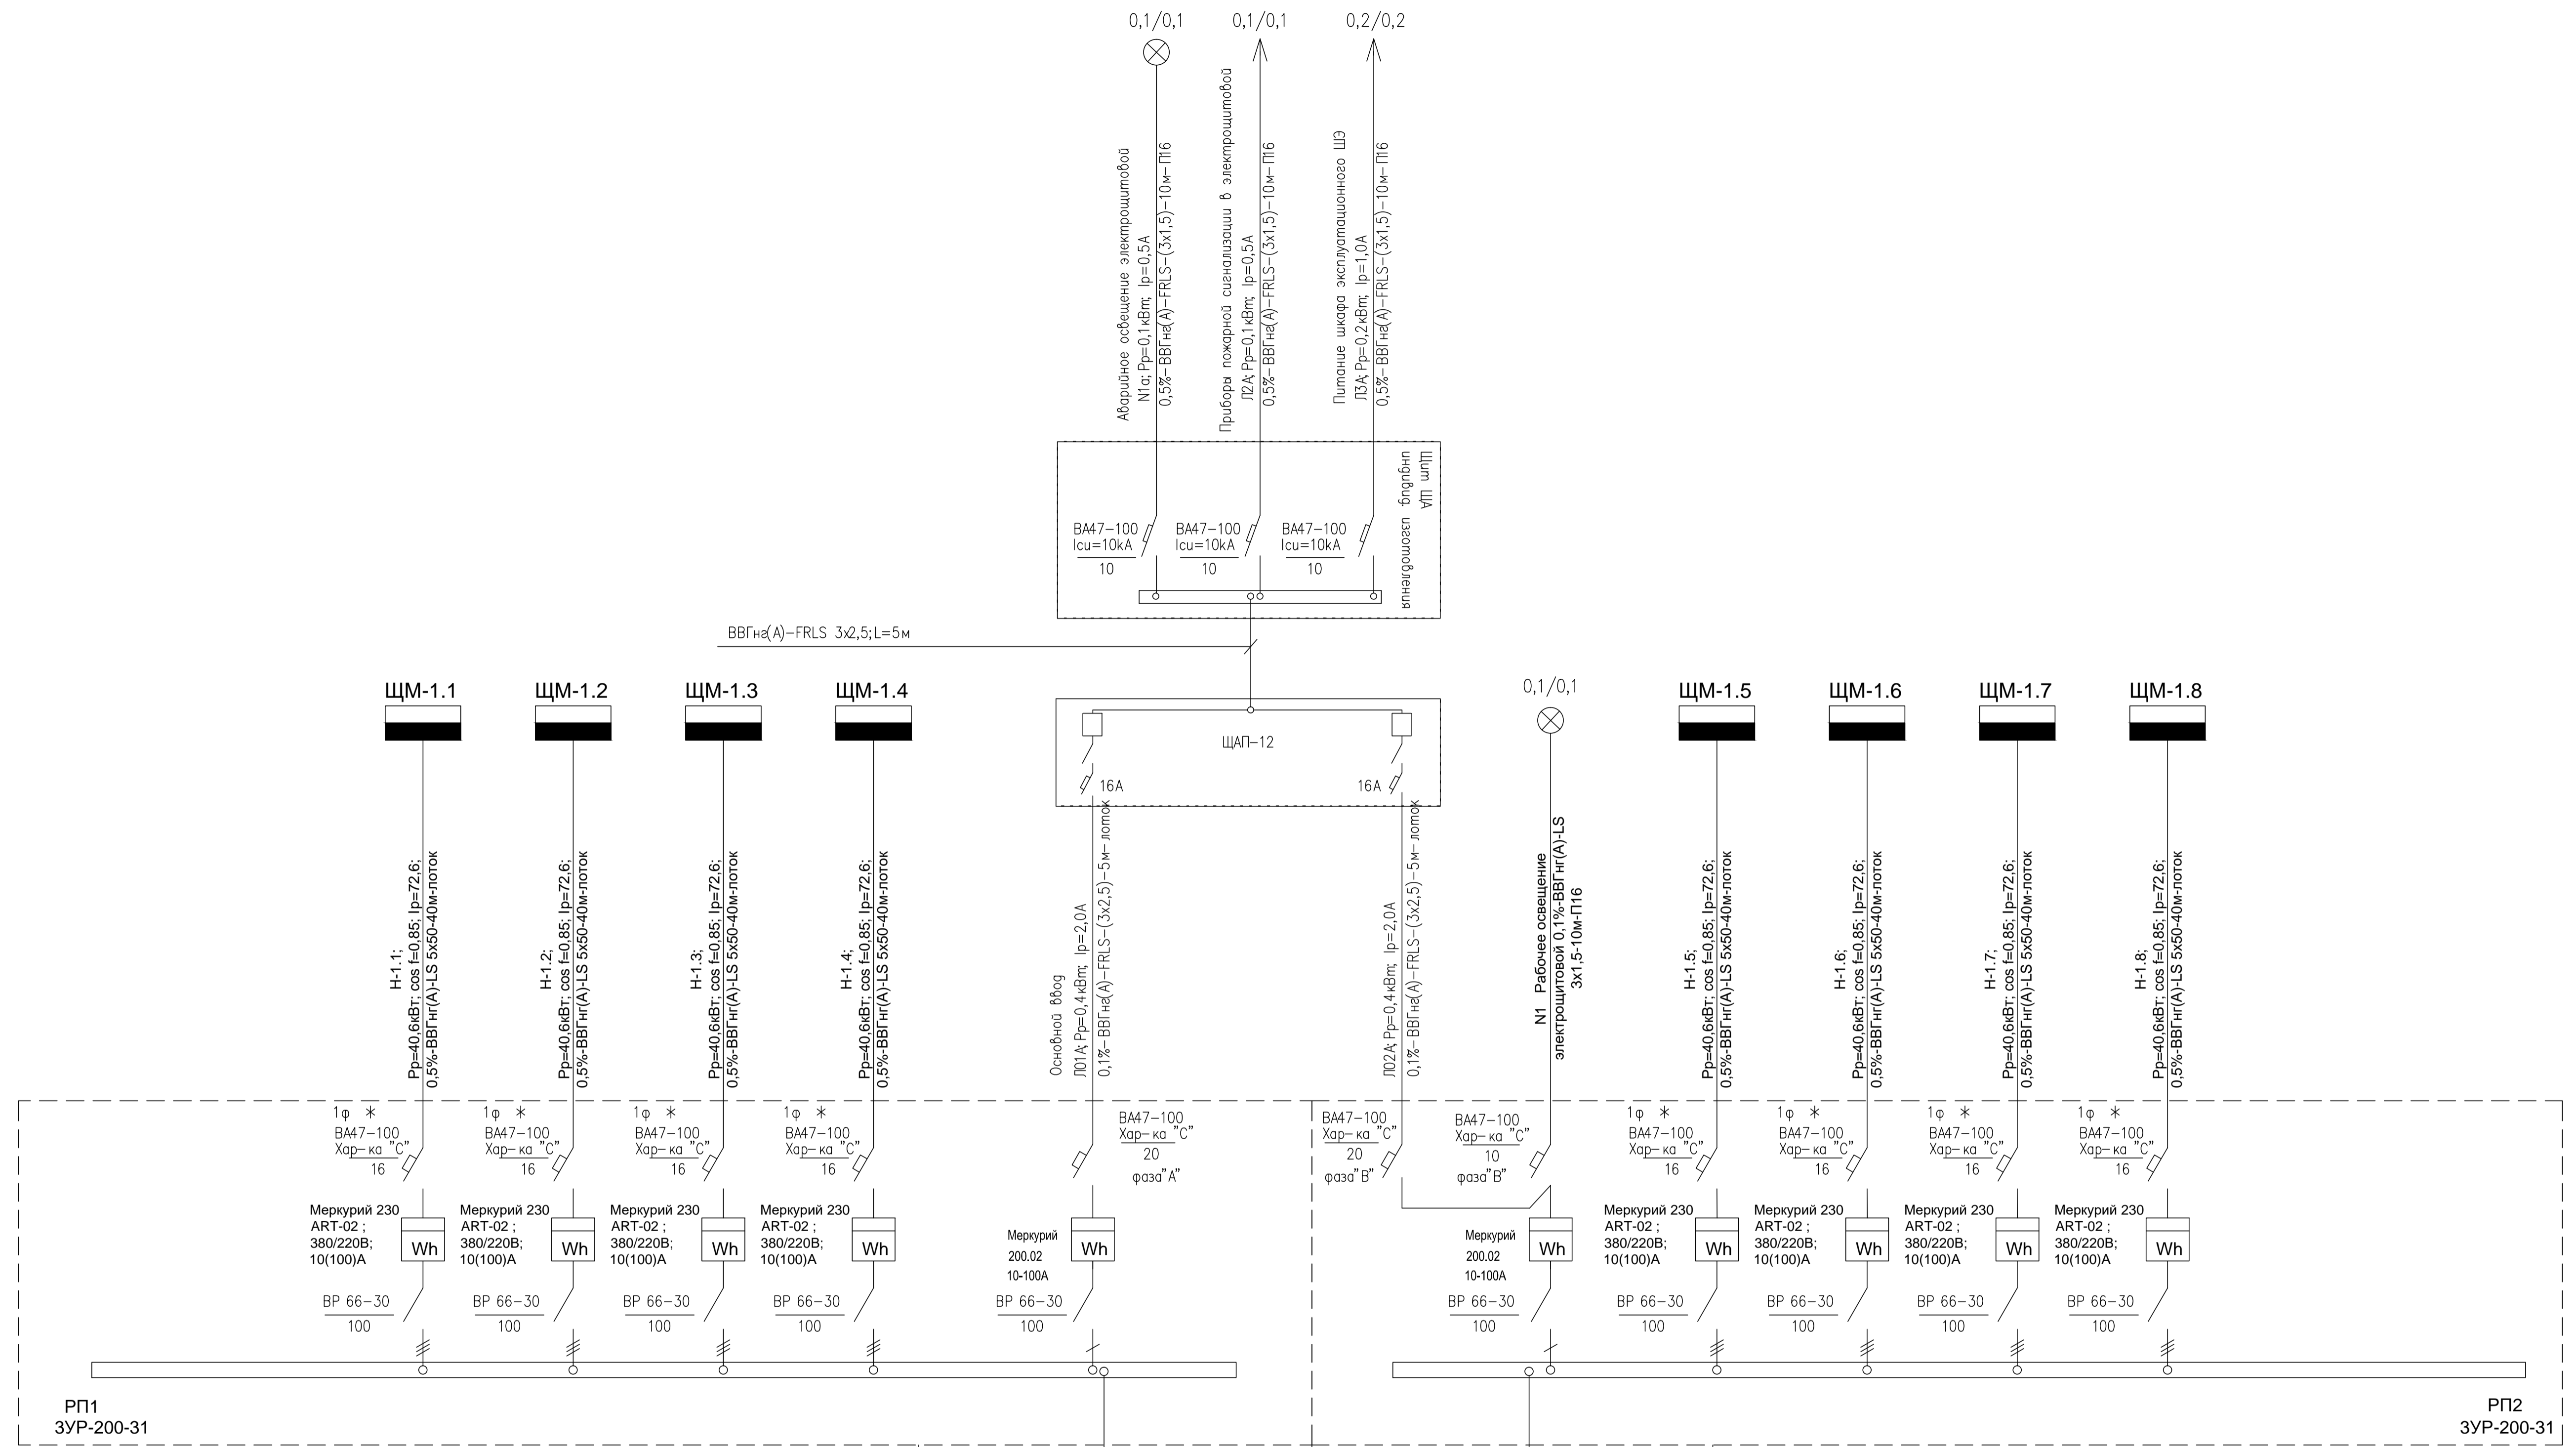 0,1/0,1
0,1/0,1
0,2/0,2
Аварийное освещение электрощитовой
N1а; Рр=0,1кВт; Iр=0,5А
0,5%-ВВГнг(А)-FRLS-(3х1,5)-10м-П16
Приборы пожарной сигнализации в электрощитовой
Л2А; Рр=0,1кВт; Iр=0,5А
0,5%-ВВГнг(А)-FRLS-(3х1,5)-10м-П16
Питание шкафа эксплуатационного ЩЭ
Л3А; Рр=0,2кВт; Iр=1,0А
0,5%-ВВГнг(А)-FRLS-(3х1,5)-10м-П16
Щит ЩА
индивид. изготовления
ВА47-100
Icu=10kA
10
ВА47-100
Icu=10kA
10
ВА47-100
Icu=10kA
10
ВВГнг(А)-FRLS 3х2,5; L=5м
ЩМ-1.1
ЩМ-1.2
ЩМ-1.3
ЩМ-1.4
ЩАП-12
16А
16А
0,1/0,1
ЩМ-1.5
ЩМ-1.6
ЩМ-1.7
ЩМ-1.8
Н-1.1;
Рр=40,6кВт; cos f=0,85; Iр=72,6;
0,5%-ВВГнг(А)-LS 5х50-40м-лоток
Н-1.2;
Рр=40,6кВт; cos f=0,85; Iр=72,6;
0,5%-ВВГнг(А)-LS 5х50-40м-лоток
Н-1.3;
Рр=40,6кВт; cos f=0,85; Iр=72,6;
0,5%-ВВГнг(А)-LS 5х50-40м-лоток
Н-1.4;
Рр=40,6кВт; cos f=0,85; Iр=72,6;
0,5%-ВВГнг(А)-LS 5х50-40м-лоток
Основной ввод
Л01А; Рр=0,4кВт; Iр=2,0А
0,1%-ВВГнг(А)-FRLS-(3х2,5)-5м-лоток
Л02А; Рр=0,4кВт; Iр=2,0А
0,1%-ВВГнг(А)-FRLS-(3х2,5)-5м-лоток
N1 Рабочее освещение
электрощитовой 0,1%-ВВГнг(А)-LS
3х1,5-10м-П16
Н-1.5;
Рр=40,6кВт; cos f=0,85; Iр=72,6;
0,5%-ВВГнг(А)-LS 5х50-40м-лоток
Н-1.6;
Рр=40,6кВт; cos f=0,85; Iр=72,6;
0,5%-ВВГнг(А)-LS 5х50-40м-лоток
Н-1.7;
Рр=40,6кВт; cos f=0,85; Iр=72,6;
0,5%-ВВГнг(А)-LS 5х50-40м-лоток
Н-1.8;
Рр=40,6кВт; cos f=0,85; Iр=72,6;
0,5%-ВВГнг(А)-LS 5х50-40м-лоток
1ф *
ВА47-100
Хар-ка "С"
16
1ф *
ВА47-100
Хар-ка "С"
16
1ф *
ВА47-100
Хар-ка "С"
16
1ф *
ВА47-100
Хар-ка "С"
16
ВА47-100
Хар-ка "С"
20
фаза"А"
ВА47-100
Хар-ка "С"
20
фаза"В"
ВА47-100
Хар-ка "С"
10
фаза"В"
1ф *
ВА47-100
Хар-ка "С"
16
1ф *
ВА47-100
Хар-ка "С"
16
1ф *
ВА47-100
Хар-ка "С"
16
1ф *
ВА47-100
Хар-ка "С"
16
Меркурий 230
ART-02 ;
380/220В;
10(100)А
Wh
Меркурий 230
ART-02 ;
380/220В;
10(100)А
Wh
Меркурий 230
ART-02 ;
380/220В;
10(100)А
Wh
Меркурий 230
ART-02 ;
380/220В;
10(100)А
Wh
Меркурий
200.02
10-100А
Wh
Меркурий
200.02
10-100А
Wh
Меркурий 230
ART-02 ;
380/220В;
10(100)А
Wh
Меркурий 230
ART-02 ;
380/220В;
10(100)А
Wh
Меркурий 230
ART-02 ;
380/220В;
10(100)А
Wh
Меркурий 230
ART-02 ;
380/220В;
10(100)А
Wh
ВР 66-30
100
ВР 66-30
100
ВР 66-30
100
ВР 66-30
100
ВР 66-30
100
ВР 66-30
100
ВР 66-30
100
ВР 66-30
100
ВР 66-30
100
ВР 66-30
100
РП1
3УР-200-31
РП2
3УР-200-31